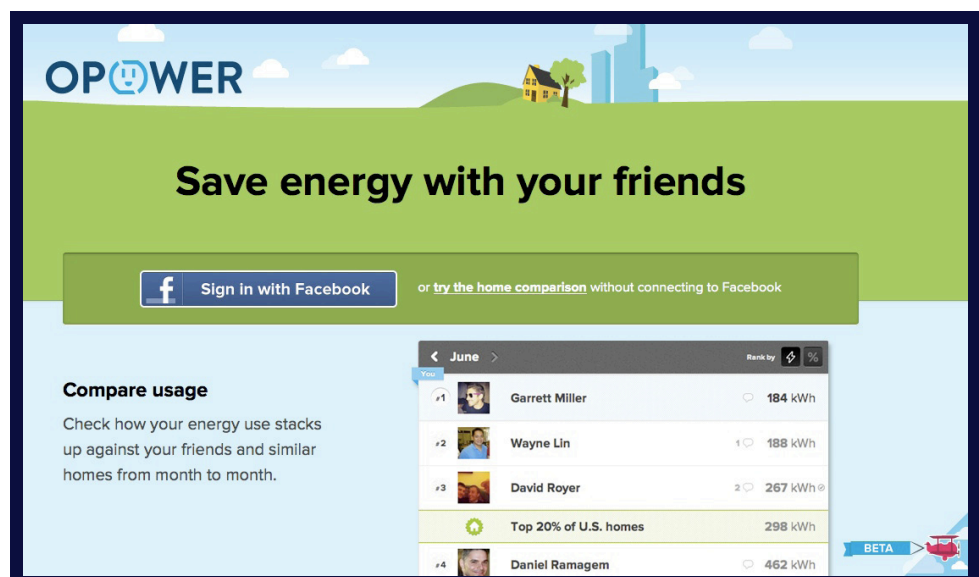 OPOWER
Save energy with your friends
f Sign in with Facebook
or try the home comparison without connecting to Facebook
Compare usage
Check how your energy use stacks
up against your friends and similar
homes from month to month.
June
Rank by %
You
#1 Garrett Miller 184 kWh
#2 Wayne Lin 1 188 kWh
#3 David Royer 2 267 kWh
Top 20% of U.S. homes 298 kWh
#4 Daniel Ramagem 462 kWh
BETA